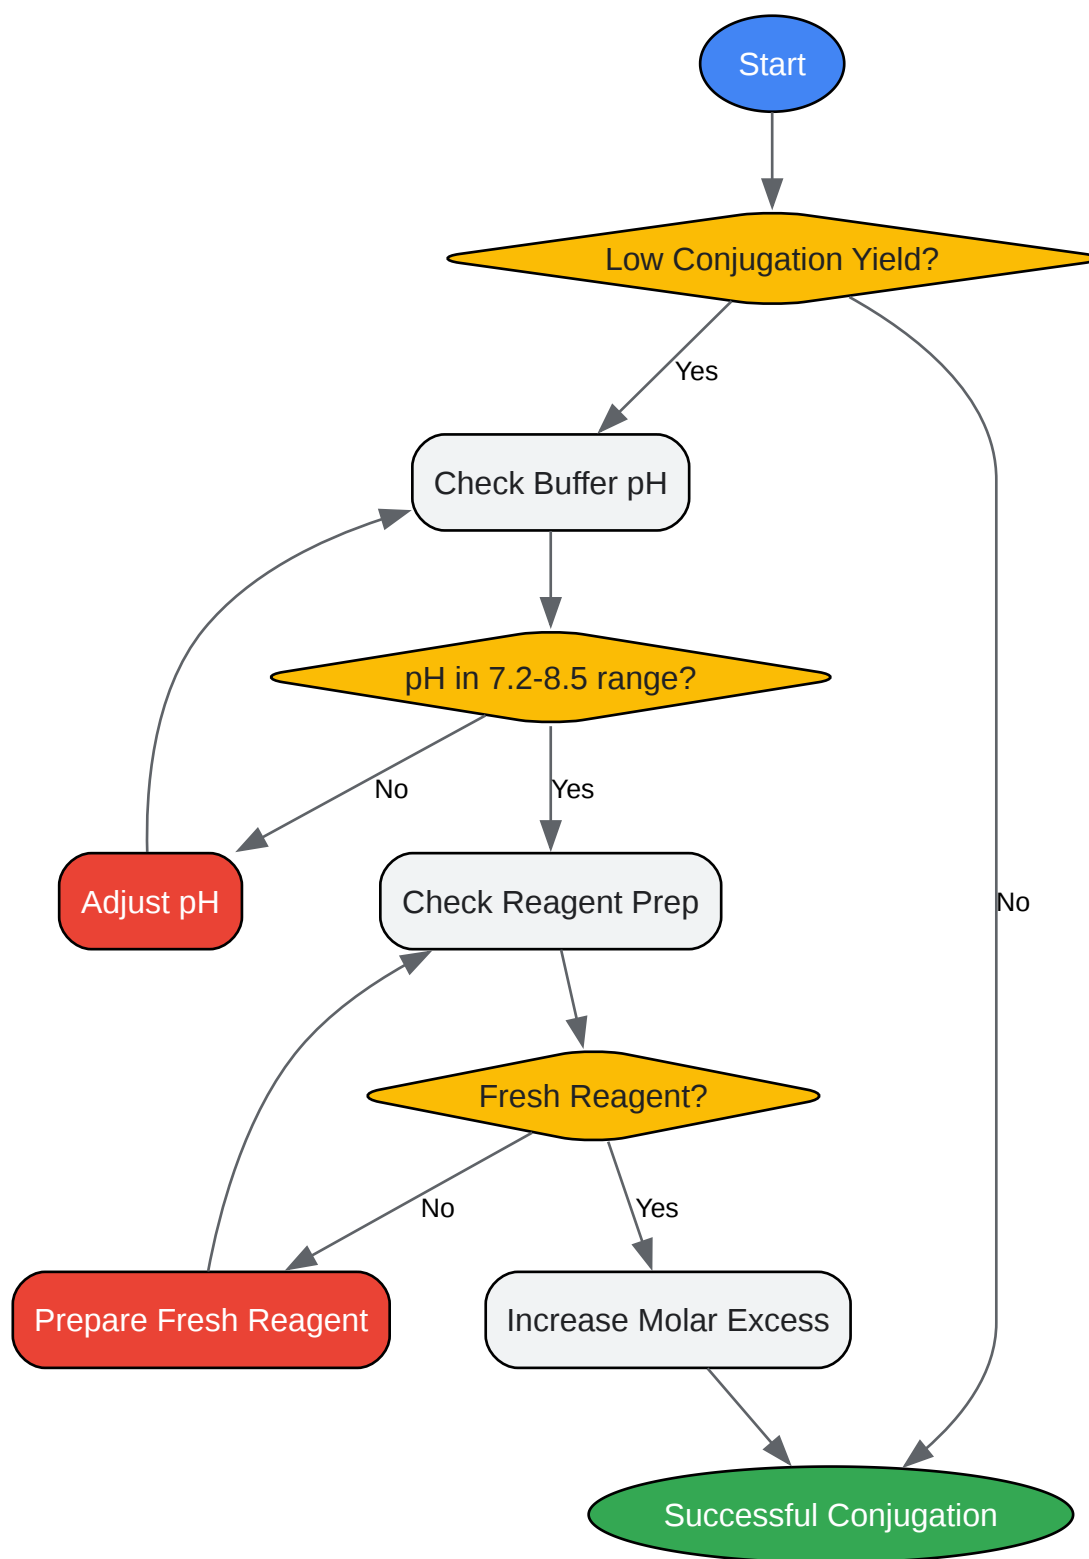 Start
Low Conjugation Yield?
Yes
Check Buffer pH
pH in 7.2-8.5 range?
No
Yes
Adjust pH
Check Reagent Prep
No
Fresh Reagent?
No
Yes
Prepare Fresh Reagent
Increase Molar Excess
Successful Conjugation